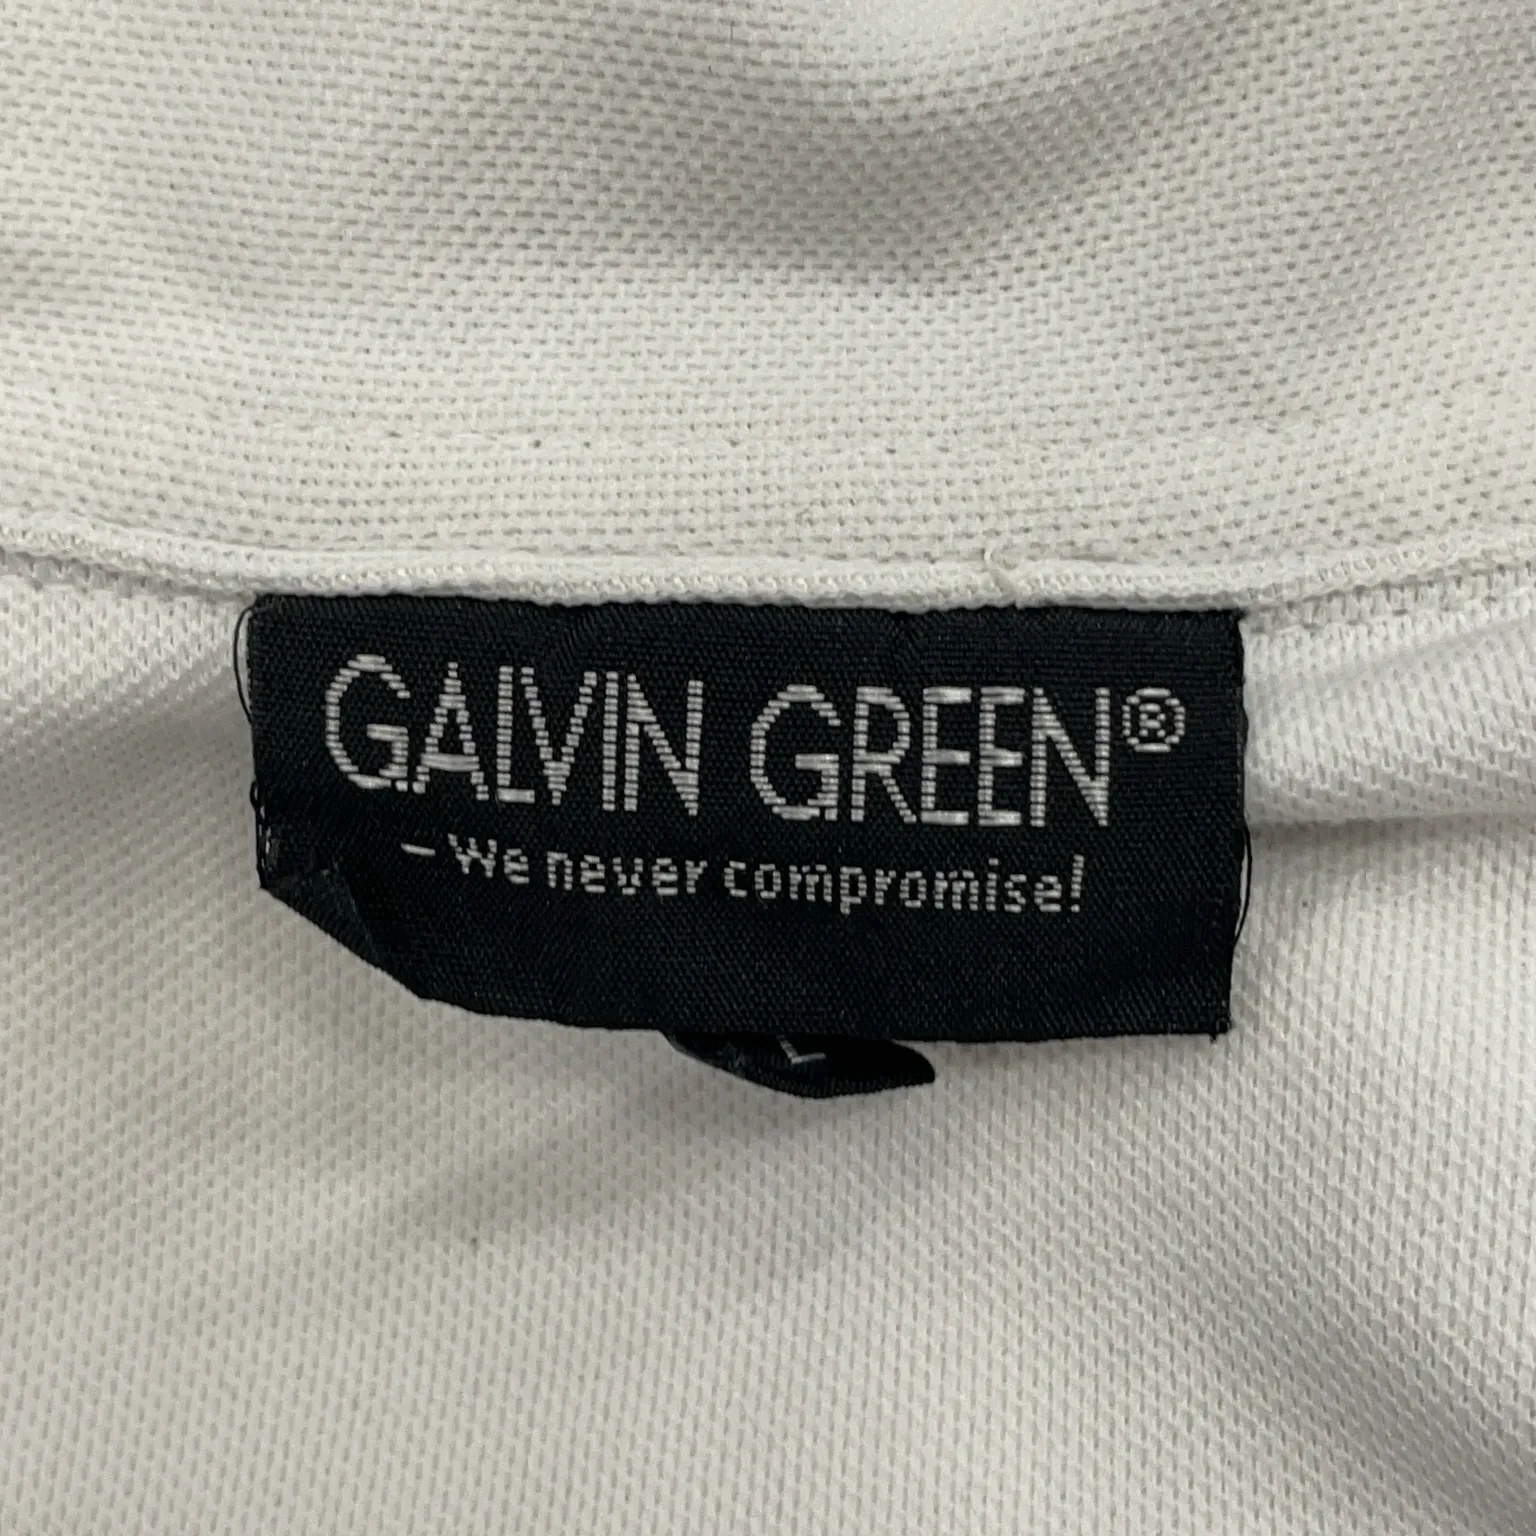 GALVIN GREEN®
– We never compromise!
L